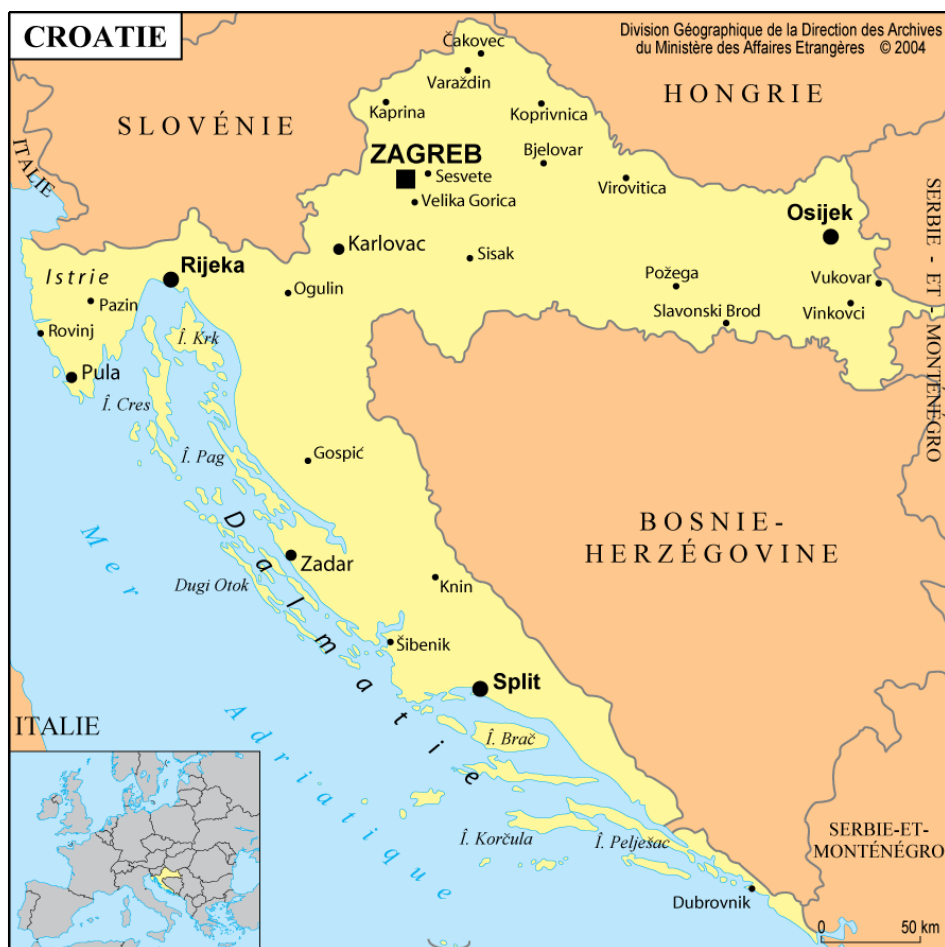 CROATIE
Division Géographique de la Direction des Archives
du Ministère des Affaires Etrangères © 2004
Čakovec
Varaždin
Kaprina
Koprivnica
HONGRIE
SLOVÉNIE
ITALIE
ZAGREB
Sesvete
Bjelovar
Virovitica
Velika Gorica
Osijek
SERBIE - ET - MONTÉNÉGRO
Karlovac
Sisak
Istrie
Rijeka
Ogulin
Požega
Vukovar
Pazin
Slavonski Brod
Vinkovci
Rovinj
Î. Krk
Pula
Î. Cres
Gospić
Î. Pag
Dalmatie
BOSNIE-
HERZÉGOVINE
Mer Adriatique
Zadar
Dugi Otok
Knin
Šibenik
Split
ITALIE
Î. Brač
Î. Korčula
Î. Pelješac
SERBIE-ET-
MONTÉNÉGRO
Dubrovnik
0 50 km